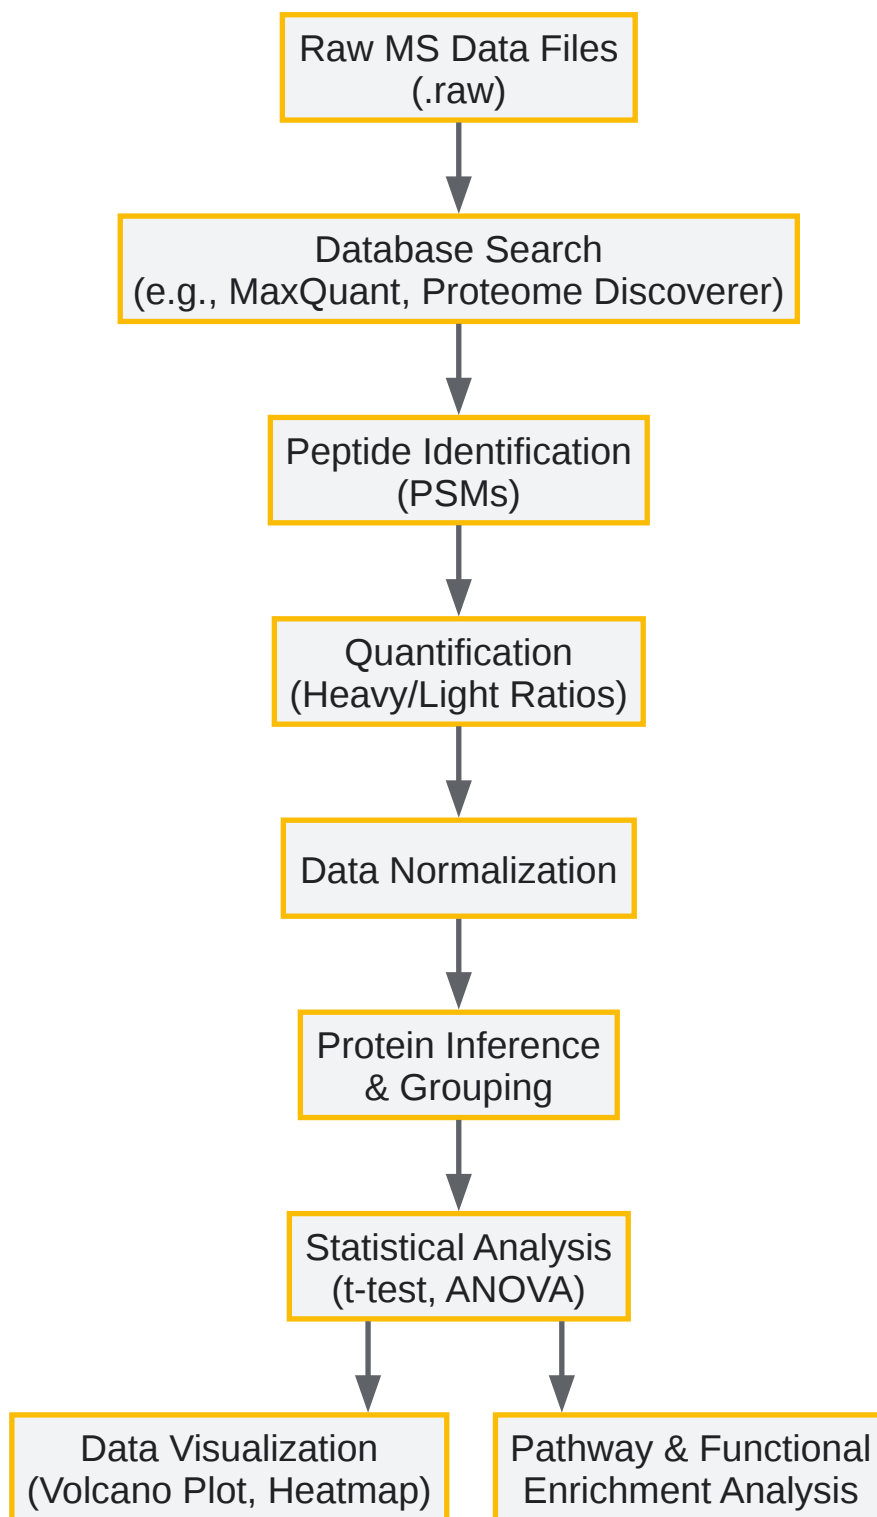 Raw MS Data Files
(.raw)
Database Search
(e.g., MaxQuant, Proteome Discoverer)
Peptide Identification
(PSMs)
Quantification
(Heavy/Light Ratios)
Data Normalization
Protein Inference
& Grouping
Statistical Analysis
(t-test, ANOVA)
Data Visualization
(Volcano Plot, Heatmap)
Pathway & Functional
Enrichment Analysis